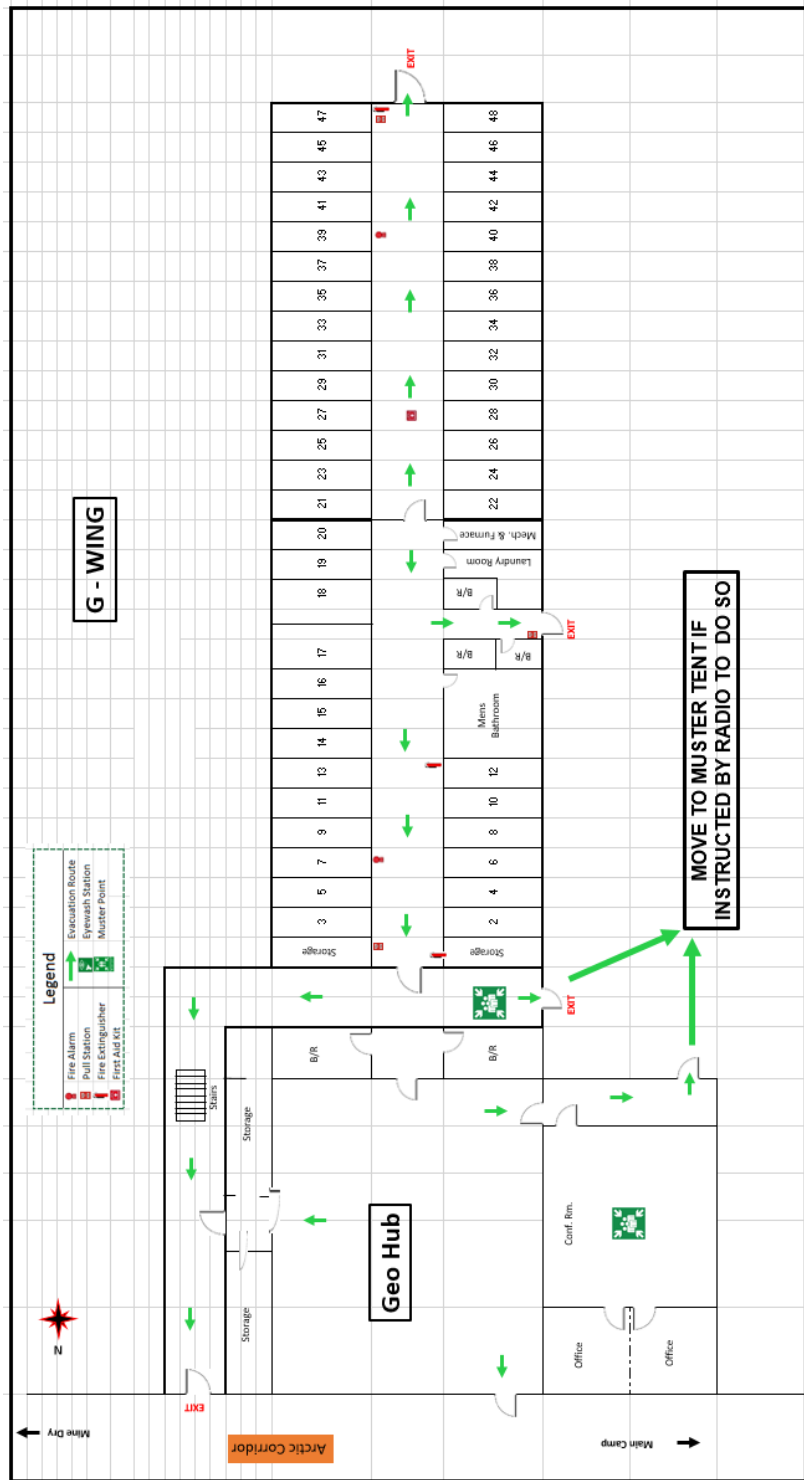 Mine Dry
N
Legend
Fire Alarm
Evacuation Route
Pull Station
Eyewash Station
Fire Extinguisher
Muster Point
First Aid Kit
G - WING
EXIT
Stairs
Arctic Corridor
Storage
Storage
B/R
Storage
3
5
7
9
11
13
14
15
16
17
18
19
20
21
23
25
27
29
31
33
35
37
39
41
43
45
47
Geo Hub
EXIT
B/R
Storage
2
4
6
8
10
12
Mens
Bathroom
B/R
B/R
B/R
Laundry Room
Mech. & Furnace
22
24
26
28
30
32
34
36
38
40
42
44
46
48
EXIT
EXIT
Conf. Rm.
Office
Office
Main Camp
MOVE TO MUSTER TENT IF
INSTRUCTED BY RADIO TO DO SO